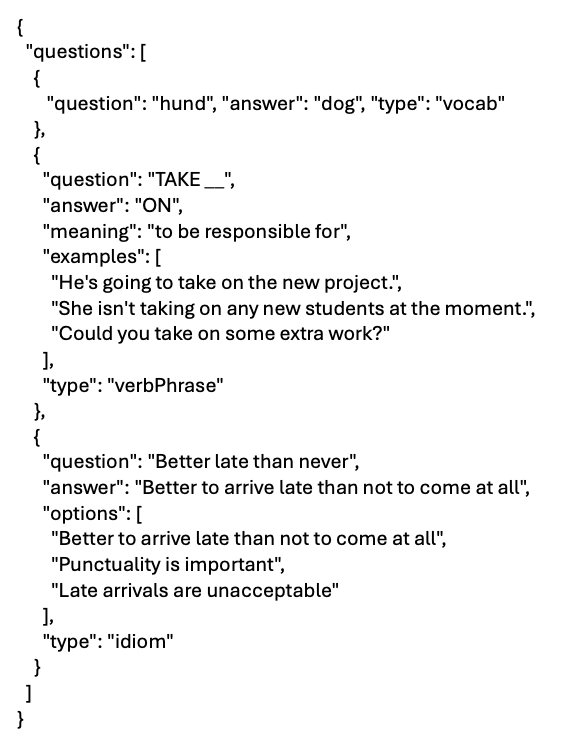 {
"questions": [
{
"question": "hund", "answer": "dog", "type": "vocab"
},
{
"question": "TAKE __",
"answer": "ON",
"meaning": "to be responsible for",
"examples": [
"He's going to take on the new project.",
"She isn't taking on any new students at the moment.",
"Could you take on some extra work?"
],
"type": "verbPhrase"
},
{
"question": "Better late than never",
"answer": "Better to arrive late than not to come at all",
"options": [
"Better to arrive late than not to come at all",
"Punctuality is important",
"Late arrivals are unacceptable"
],
"type": "idiom"
}
]
}